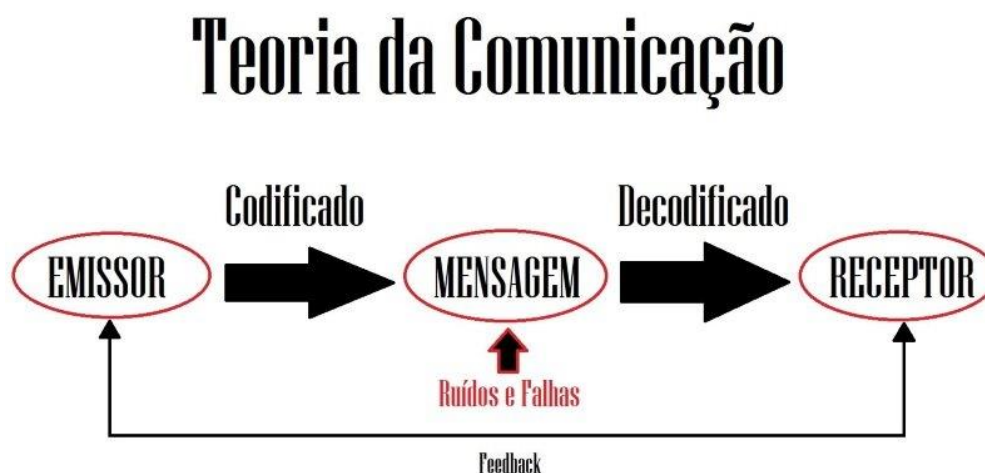 Teoria da Comunicação
Codificado
Decodificado
EMISSOR
MENSAGEM
RECEPTOR
Ruídos e Falhas
Feedback